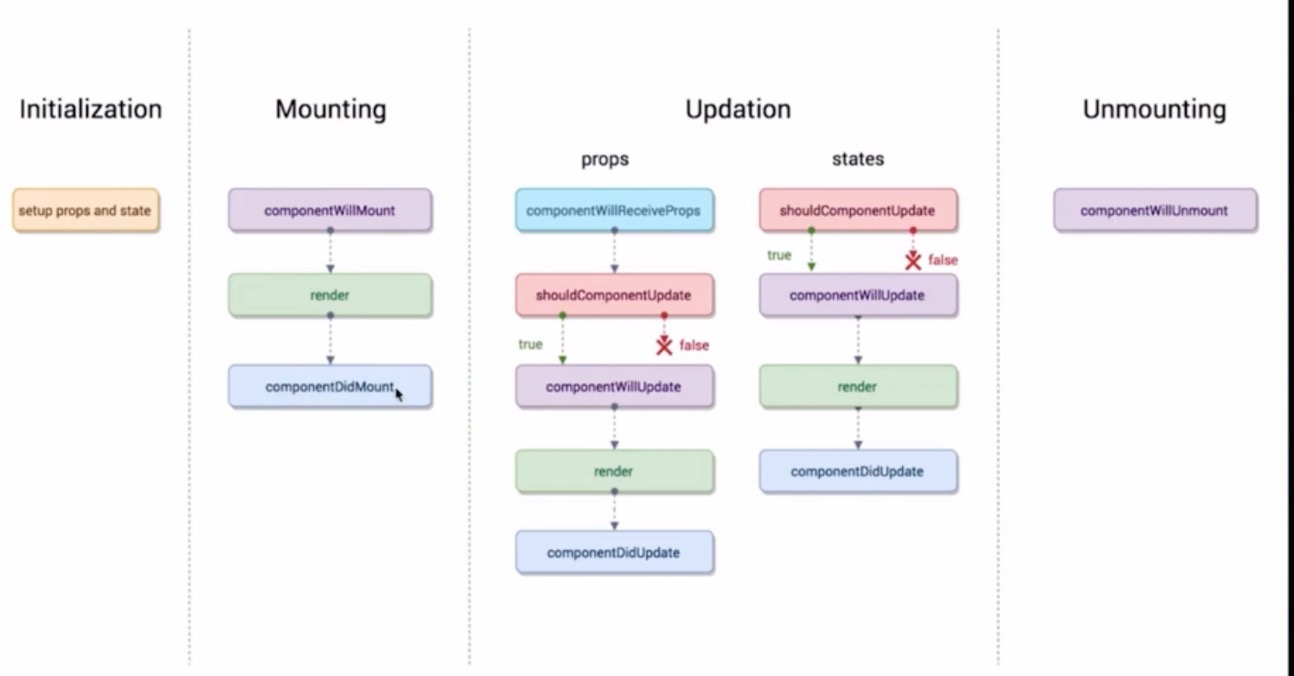 Initialization
Mounting
Updation
Unmounting
props
states
setup props and state
componentWillMount
componentWillReceiveProps
shouldComponentUpdate
componentWillUnmount
true
false
render
shouldComponentUpdate
componentWillUpdate
true
false
componentDidMount
componentWillUpdate
render
render
componentDidUpdate
componentDidUpdate